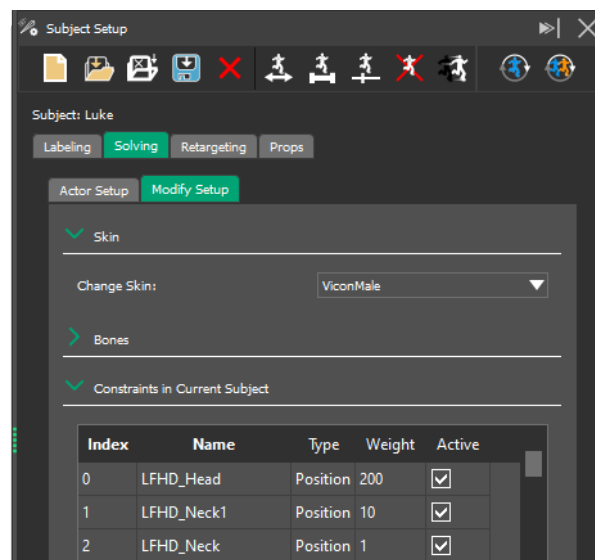 Subject Setup
Subject: Luke
Labeling Solving Retargeting Props
Actor Setup Modify Setup
Skin
Change Skin: ViconMale
Bones
Constraints in Current Subject
Index Name Type Weight Active
0 LFHD_Head Position 200
1 LFHD_Neck1 Position 10
2 LFHD_Neck Position 1